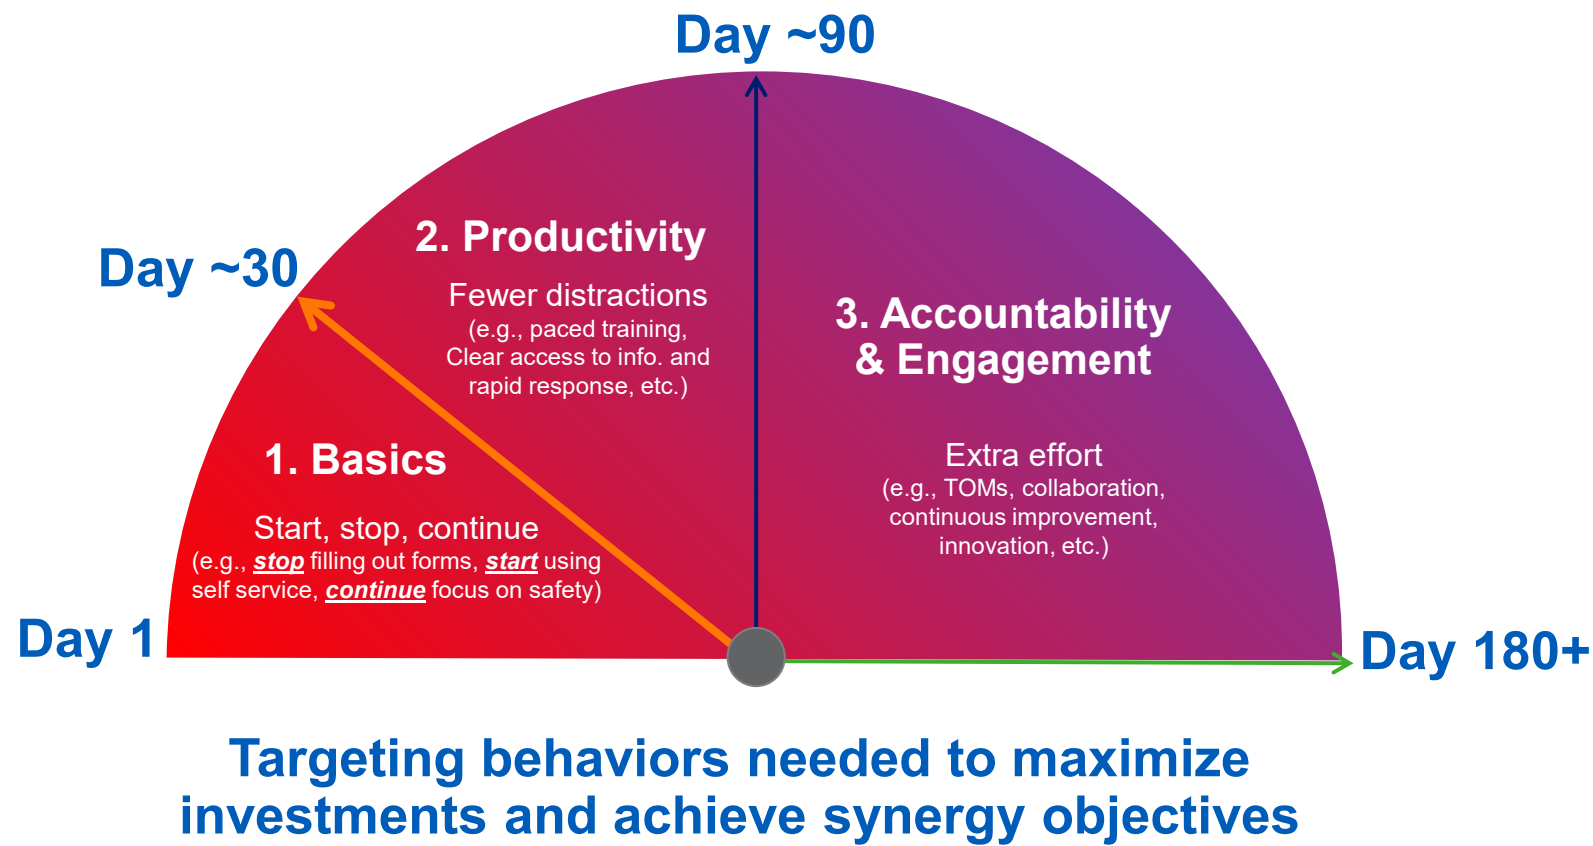 Day ~90
Day ~30
2. Productivity
Fewer distractions
(e.g., paced training,
Clear access to info. and
rapid response, etc.)
3. Accountability
& Engagement
Extra effort
(e.g., TOMs, collaboration,
continuous improvement,
innovation, etc.)
1. Basics
Start, stop, continue
(e.g., stop filling out forms, start using
self service, continue focus on safety)
Day 1
Day 180+
Targeting behaviors needed to maximize
investments and achieve synergy objectives